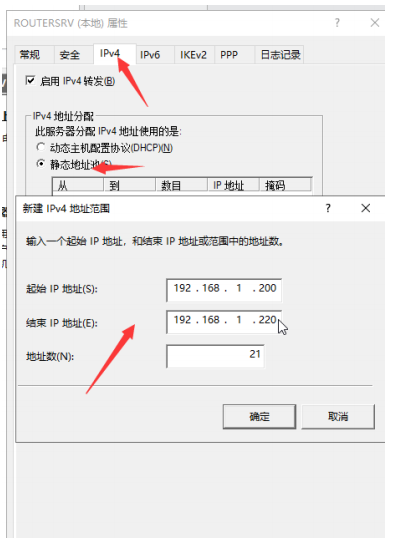 ROUTERSRV (本地) 属性 ? ×
常规 安全 IPv4 IPv6 IKEv2 PPP 日志记录
启用 IPv4 转发(B)
IPv4 地址分配
此服务器分配 IPv4 地址使用的是:
动态主机配置协议(DHCP)(N)
静态地址池(S)
从 到 数目 IP 地址 掩码
新建 IPv4 地址范围 ? ×
输入一个起始 IP 地址，和结束 IP 地址或范围中的地址数。
起始 IP 地址(S): 192 . 168 . 1 . 200
结束 IP 地址(E): 192 . 168 . 1 . 220
地址数(N): 21
确定 取消